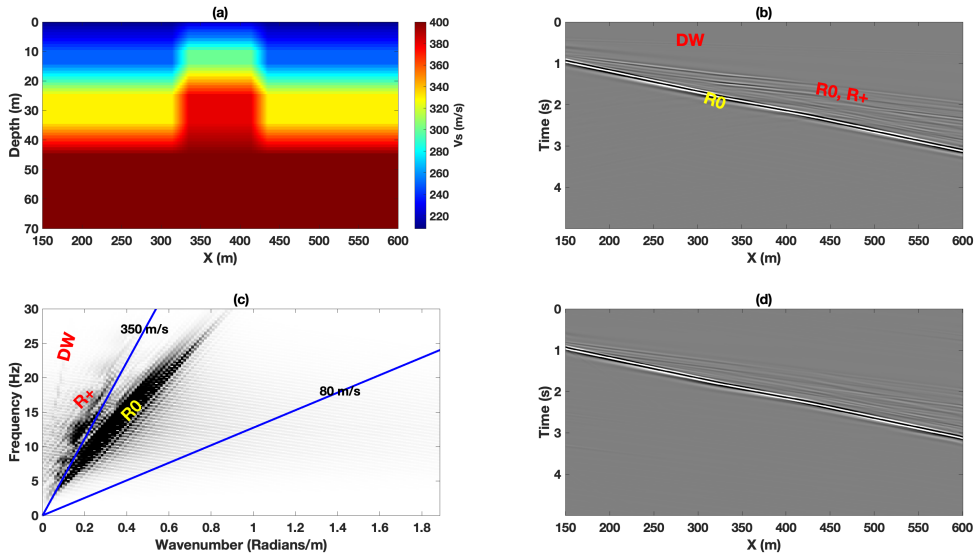 (a)
0
10
20
30
40
50
60
70
Depth (m)
150 200 250 300 350 400 450 500 550 600
X (m)
400
380
360
340
320
300
280
260
240
220
Vs (m/s)
(b)
0
1
2
3
4
Time (s)
DW
R0, R+
R0
150 200 250 300 350 400 450 500 550 600
X (m)
(c)
30
25
20
15
10
5
0
Frequency (Hz)
DW
350 m/s
R+
R0
80 m/s
0 0.2 0.4 0.6 0.8 1 1.2 1.4 1.6 1.8
Wavenumber (Radians/m)
(d)
0
1
2
3
4
Time (s)
150 200 250 300 350 400 450 500 550 600
X (m)